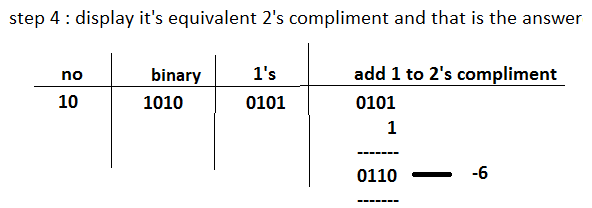 step 4 : display it's equivalent 2's compliment and that is the answer
no binary 1's add 1 to 2's compliment
10 1010 0101 0101
1
-------
0110 -6
-------